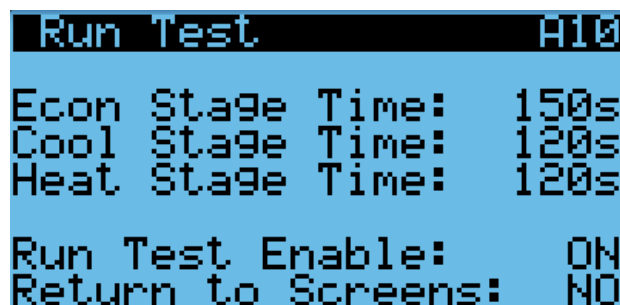 Run Test A10
Econ Stage Time: 150s
Cool Stage Time: 120s
Heat Stage Time: 120s
Run Test Enable: ON
Return to Screens: NO